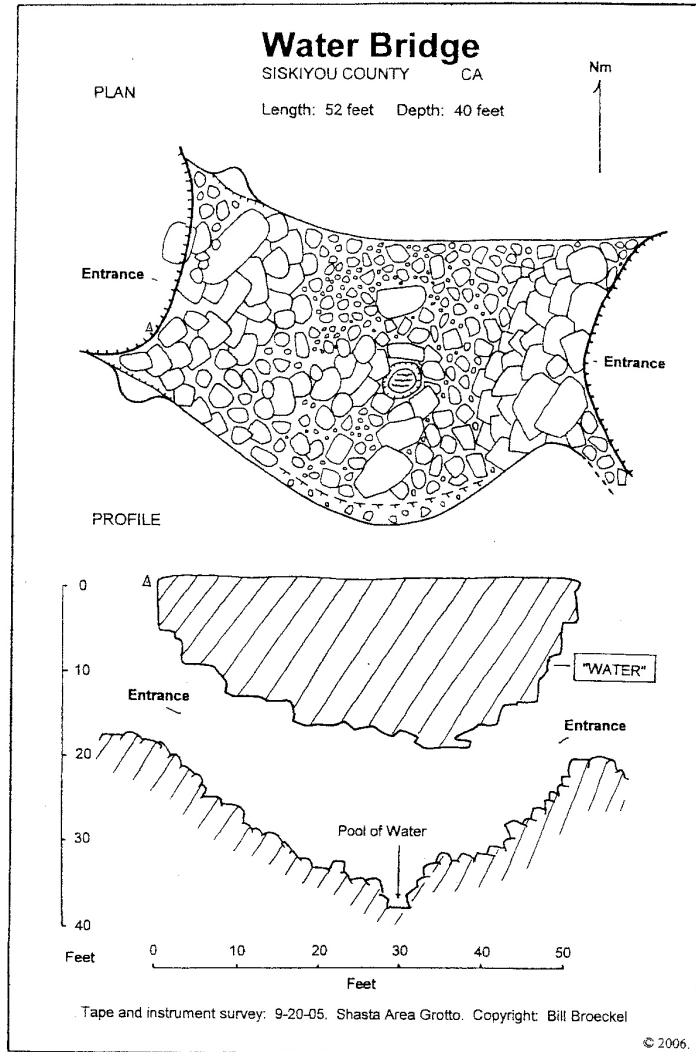 Water Bridge
SISKIYOU COUNTY CA
Nm
PLAN
Length: 52 feet Depth: 40 feet
Entrance
Entrance
PROFILE
0
10
"WATER"
Entrance
Entrance
20
30
Pool of Water
40
Feet
0 10 20 30 40 50
Feet
Tape and instrument survey: 9-20-05. Shasta Area Grotto. Copyright: Bill Broeckel
© 2006.